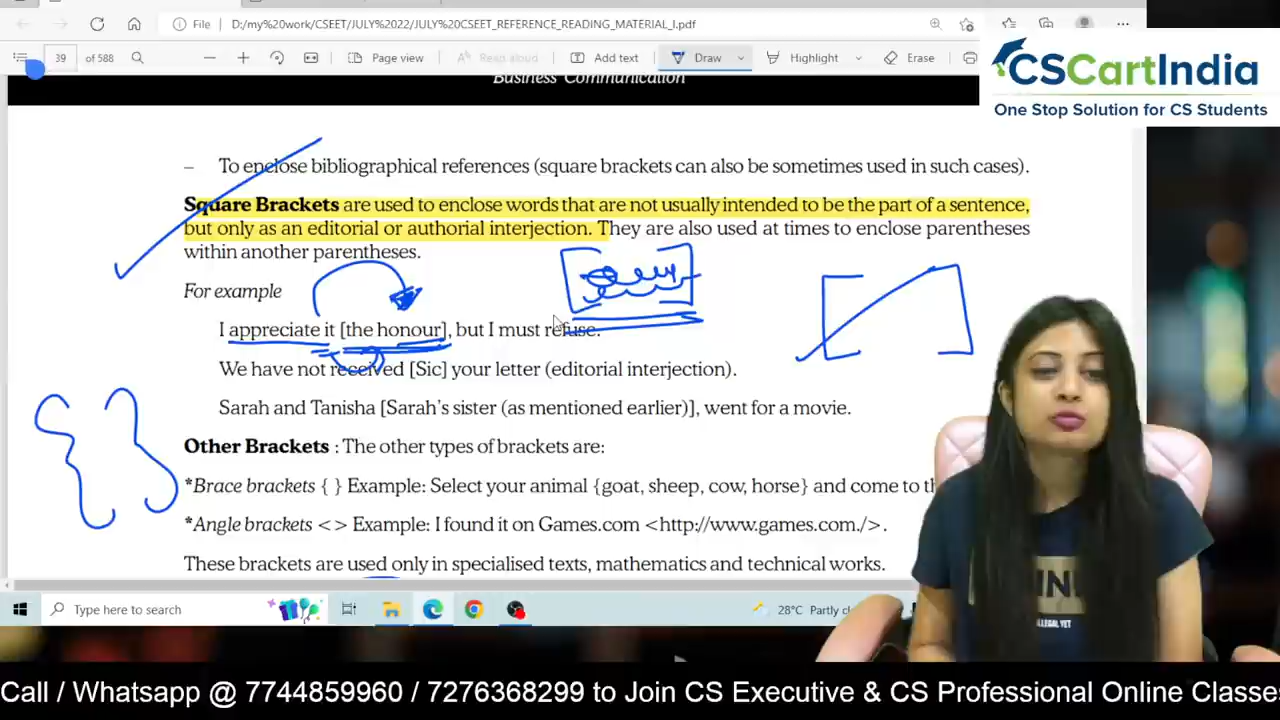 File
D:/my%20work/CSEET/JULY%2022/JULY%20CSEET_REFERENCE_READING_MATERIAL_I.pdf
39 of 588
Page view
Read aloud
Add text
Draw
Highlight
Erase
CSCartIndia
One Stop Solution for CS Students
Business Communication
– To enclose bibliographical references (square brackets can also be sometimes used in such cases).
Square Brackets are used to enclose words that are not usually intended to be the part of a sentence,
but only as an editorial or authorial interjection. They are also used at times to enclose parentheses
within another parentheses.
For example
I appreciate it [the honour], but I must refuse.
We have not received [Sic] your letter (editorial interjection).
Sarah and Tanisha [Sarah's sister (as mentioned earlier)], went for a movie.
Other Brackets : The other types of brackets are:
*Brace brackets { } Example: Select your animal {goat, sheep, cow, horse} and come to th
*Angle brackets < > Example: I found it on Games.com <http://www.games.com./>.
These brackets are used only in specialised texts, mathematics and technical works.
Type here to search
28°C Partly cl
ILLEGAL YET
Call / Whatsapp @ 7744859960 / 7276368299 to Join CS Executive & CS Professional Online Classes